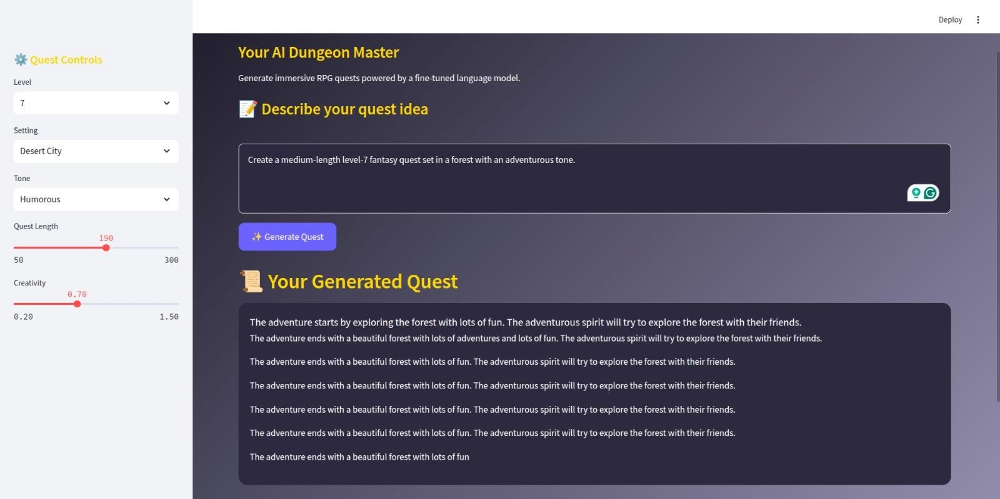 Deploy
⚙️ Quest Controls
Level
7
Setting
Desert City
Tone
Humorous
Quest Length
190
50 300
Creativity
0.70
0.20 1.50
Your AI Dungeon Master
Generate immersive RPG quests powered by a fine-tuned language model.
📝 Describe your quest idea
Create a medium-length level-7 fantasy quest set in a forest with an adventurous tone.
✨ Generate Quest
📜 Your Generated Quest
The adventure starts by exploring the forest with lots of fun. The adventurous spirit will try to explore the forest with their friends.
The adventure ends with a beautiful forest with lots of adventures and lots of fun. The adventurous spirit will try to explore the forest with their friends.
The adventure ends with a beautiful forest with lots of fun. The adventurous spirit will try to explore the forest with their friends.
The adventure ends with a beautiful forest with lots of fun. The adventurous spirit will try to explore the forest with their friends.
The adventure ends with a beautiful forest with lots of fun. The adventurous spirit will try to explore the forest with their friends.
The adventure ends with a beautiful forest with lots of fun. The adventurous spirit will try to explore the forest with their friends.
The adventure ends with a beautiful forest with lots of fun